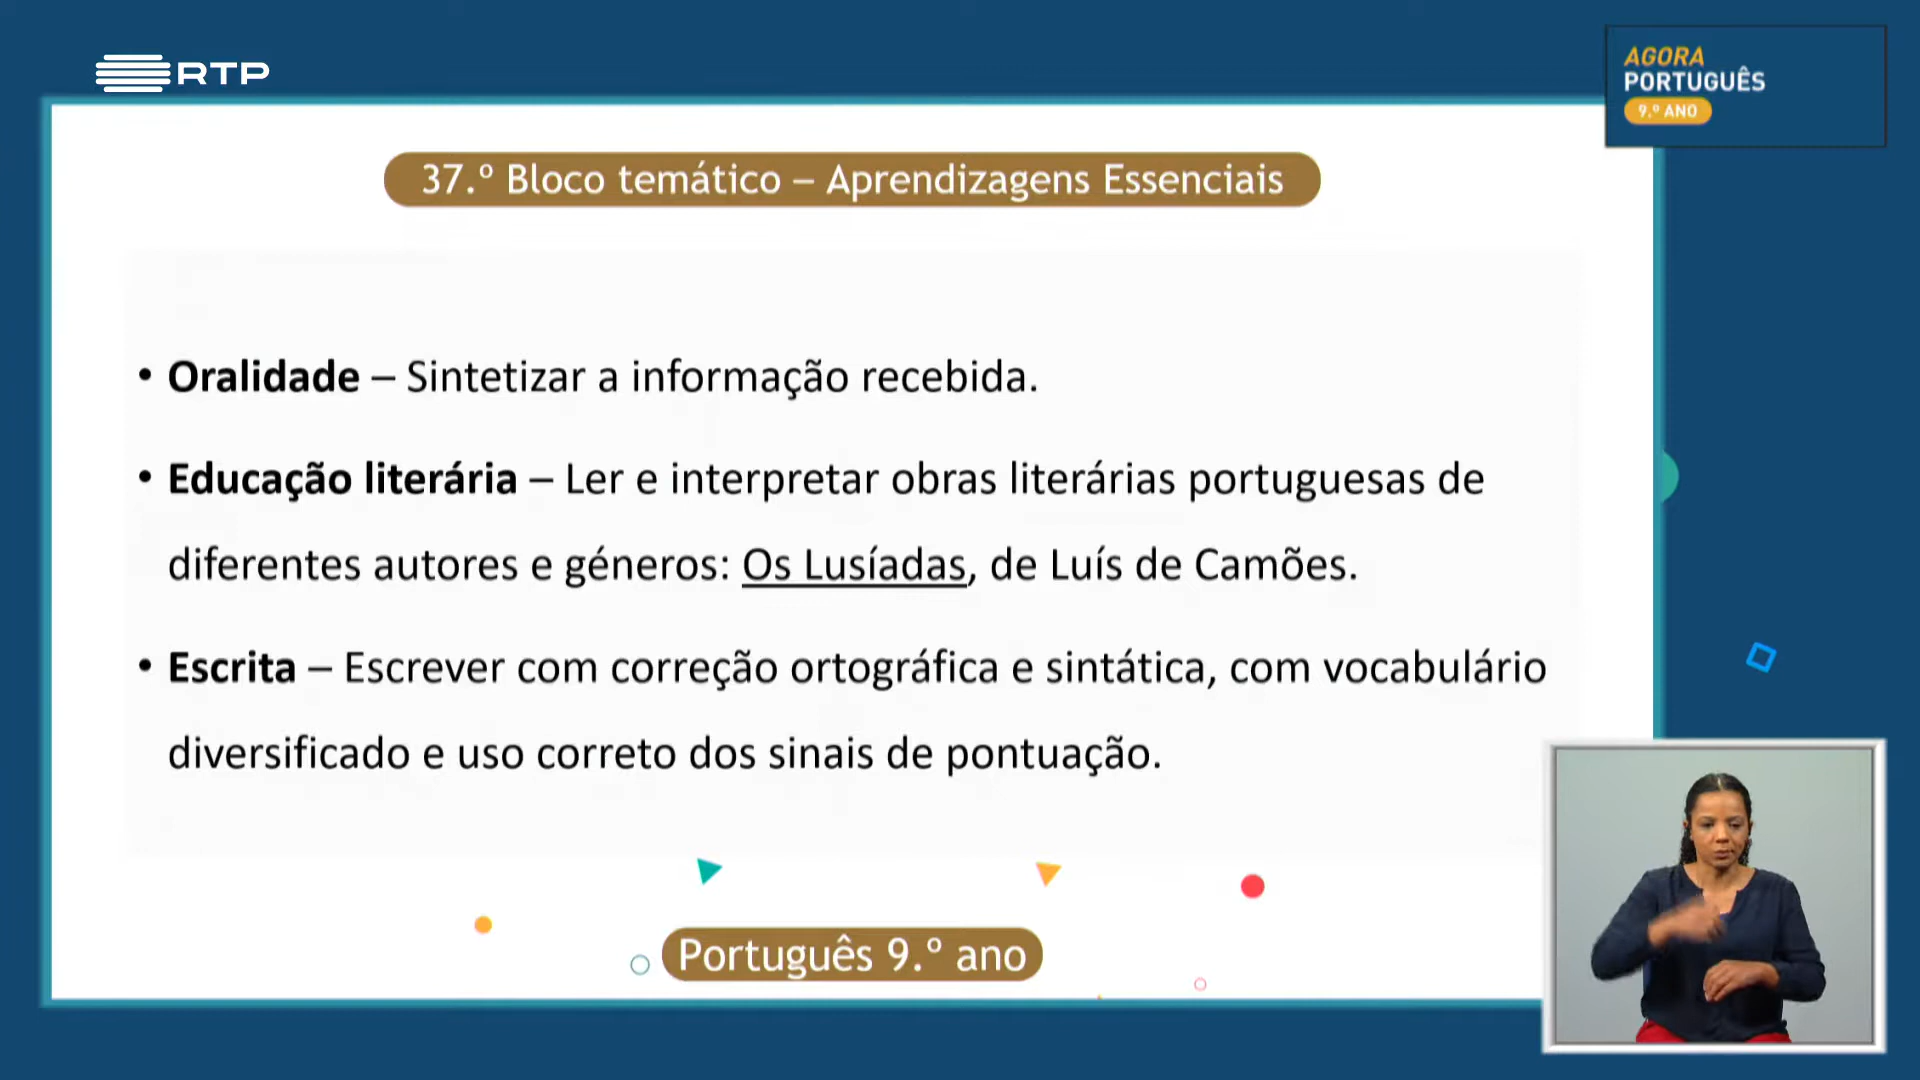 RTP
AGORA
PORTUGUÊS
9.º ANO
37.º Bloco temático – Aprendizagens Essenciais
• Oralidade – Sintetizar a informação recebida.
• Educação literária – Ler e interpretar obras literárias portuguesas de
diferentes autores e géneros: Os Lusíadas, de Luís de Camões.
• Escrita – Escrever com correção ortográfica e sintática, com vocabulário
diversificado e uso correto dos sinais de pontuação.
Português 9.º ano